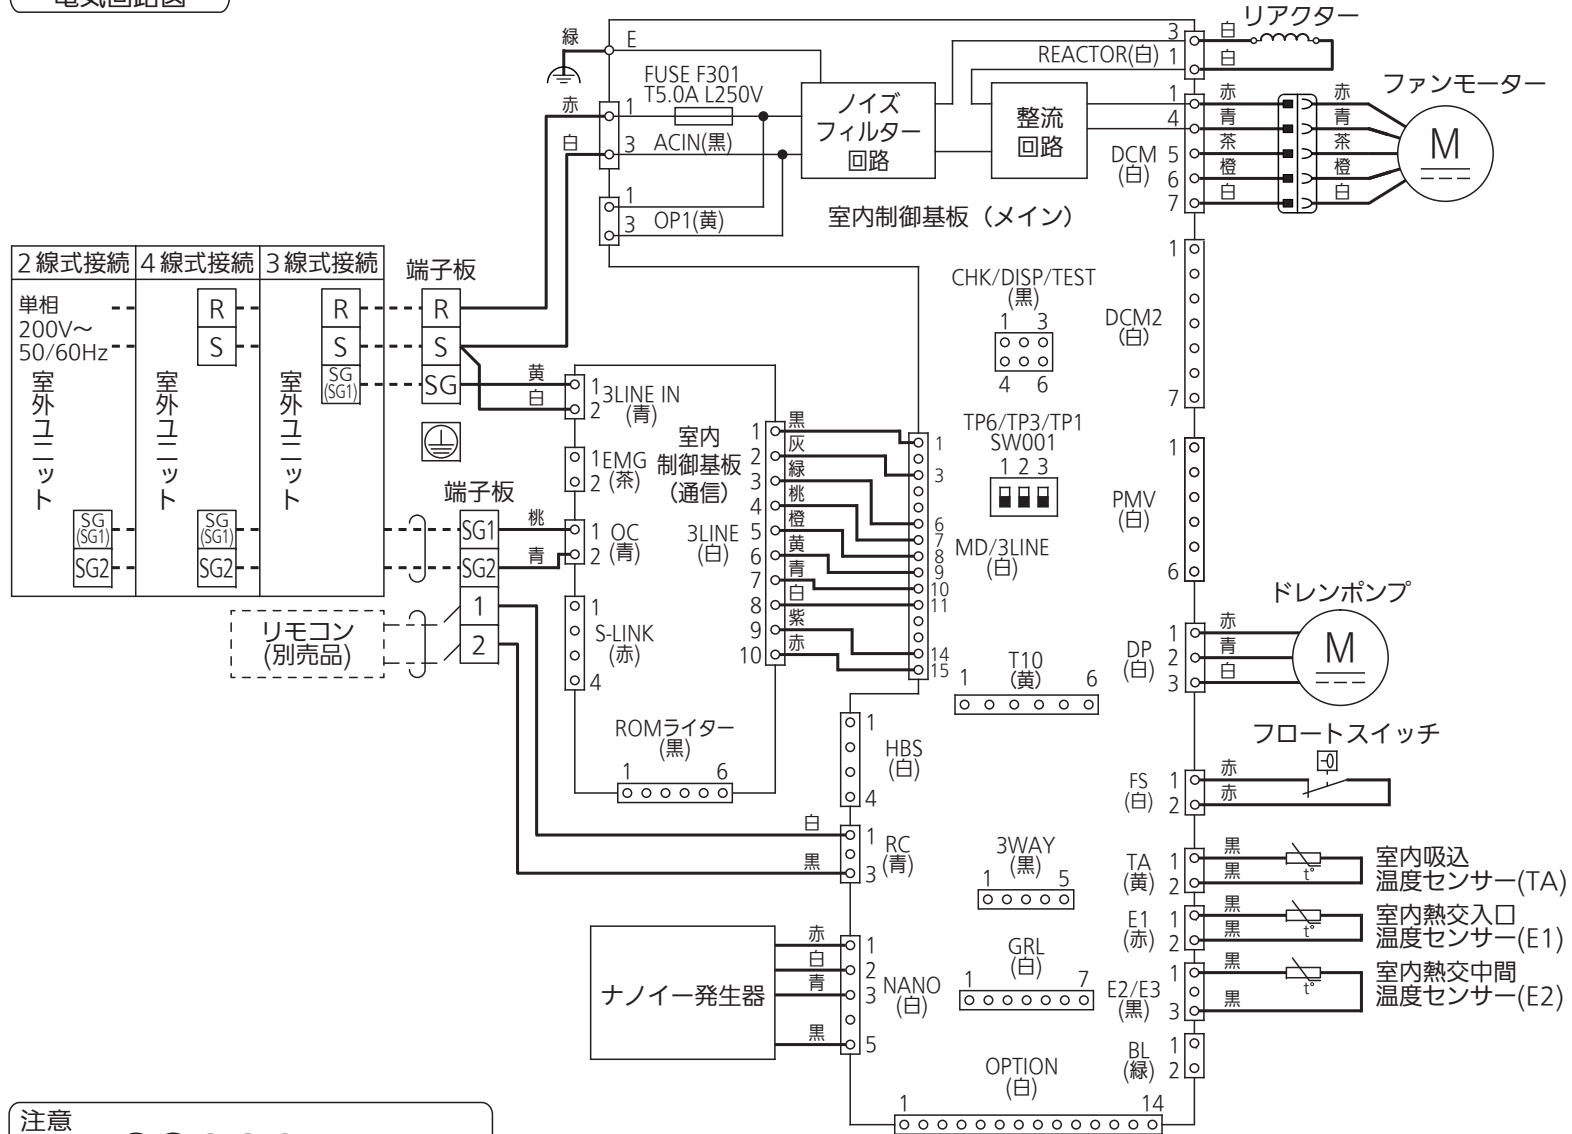 電気回路図
緑
E
FUSE F301
T5.0A L250V
赤
1
白
3 ACIN(黒)
1
3 OP1(黄)
ノイズ
フィルター
回路
整流
回路
室内制御基板（メイン）
リアクター
3 白
REACTOR(白) 1 白
ファンモーター
1 赤 赤
4 青 青
DCM
(白)
5 茶 茶
6 橙 橙
7 白 白
M
2線式接続 4線式接続 3線式接続
端子板
単相
200V～
50/60Hz
R R R
S S S
SG
(SG1)
SG
室外ユニット
室外ユニット
室外ユニット
端子板
SG
(SG1)
SG
(SG1)
SG1 桃
SG2 SG2 SG2 青
1
2
リモコン
(別売品)
黄
白
1 3LINE IN
2 (青)
1 EMG
2 (茶)
1 OC
2 (青)
1
S-LINK
(赤)
4
室内
制御基板
（通信）
3LINE
(白)
1 黒
2 灰
3 緑
4 桃
5 橙
6 黄
7 青
8 白
9 紫
10 赤
ROMライター
(黒)
1 6
1
3
6
7
8
9
10
11
14
15
MD/3LINE
(白)
CHK/DISP/TEST
(黒)
1 3
4 6
TP6/TP3/TP1
SW001
1 2 3
T10
(黄)
1 6
1
HBS
(白)
4
白 1
RC
(青)
黒 3
3WAY
(黒)
1 5
GRL
(白)
1 7
ナノイー発生器
赤 1
白 2
青 3
NANO
(白)
黒 5
OPTION
(白)
1 14
1
DCM2
(白)
7
1
PMV
(白)
6
ドレンポンプ
DP
(白)
1 赤
2 青
3 白
M
フロートスイッチ
FS
(白)
1 赤
2 赤
TA
(黄)
1 黒
2 黒
t°
室内吸込
温度センサー(TA)
E1
(赤)
1 黒
2 黒
t°
室内熱交入口
温度センサー(E1)
E2/E3
(黒)
1 黒
3 黒
t°
室内熱交中間
温度センサー(E2)
BL
(緑)
1
2
注意